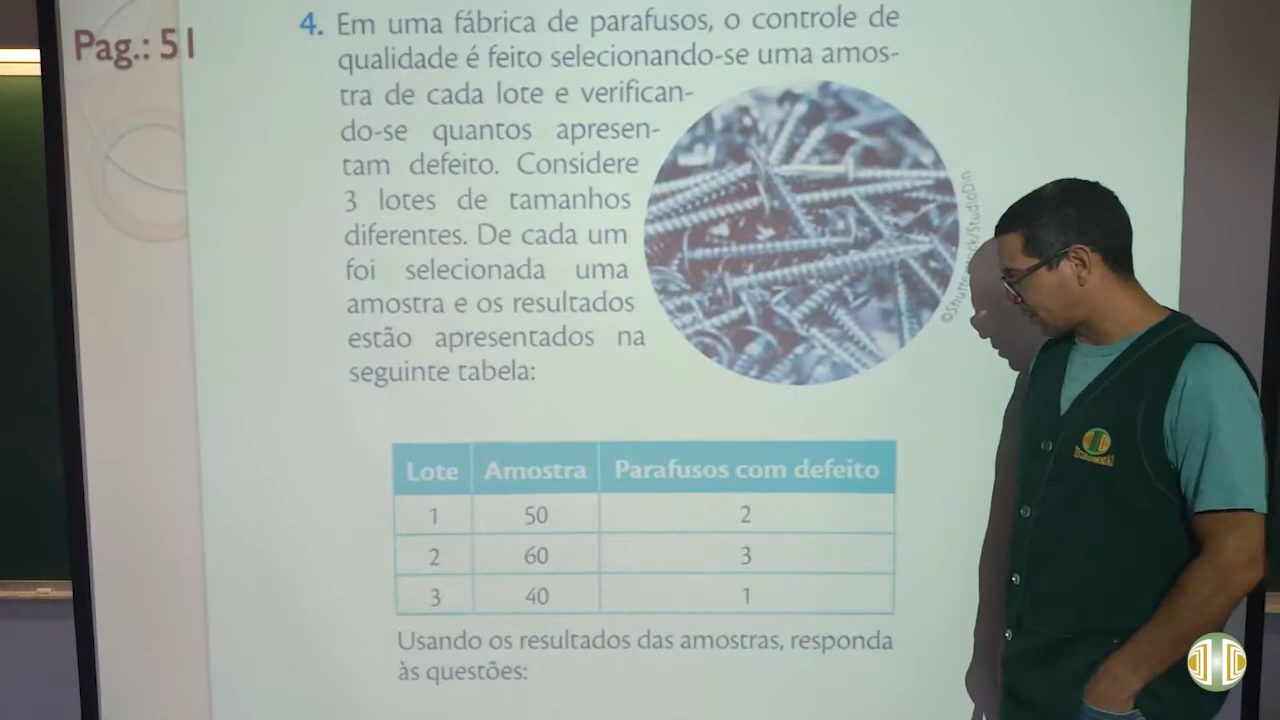 Pag.: 51
4. Em uma fábrica de parafusos, o controle de
qualidade é feito selecionando-se uma amos-
tra de cada lote e verifican-
do-se quantos apresen-
tam defeito. Considere
3 lotes de tamanhos
diferentes. De cada um
foi selecionada uma
amostra e os resultados
estão apresentados na
seguinte tabela:
©Shutterstock/StudioDin
Lote Amostra Parafusos com defeito
1 50 2
2 60 3
3 40 1
Usando os resultados das amostras, responda
às questões: